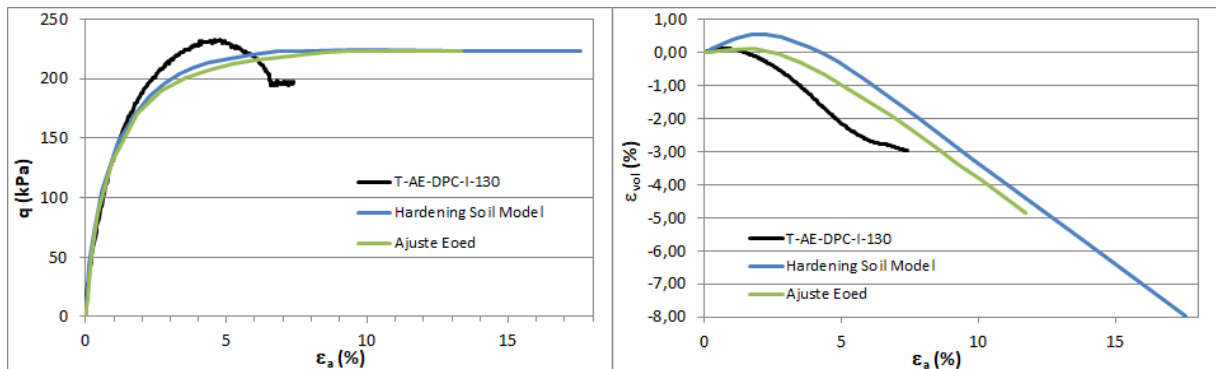 250
200
150
100
50
0
q (kPa)
0
5
10
15
εa (%)
T-AE-DPC-I-130
Hardening Soil Model
Ajuste Eoed
1,00
0,00
-1,00
-2,00
-3,00
-4,00
-5,00
-6,00
-7,00
-8,00
εvol (%)
0
5
10
15
εa (%)
T-AE-DPC-I-130
Hardening Soil Model
Ajuste Eoed